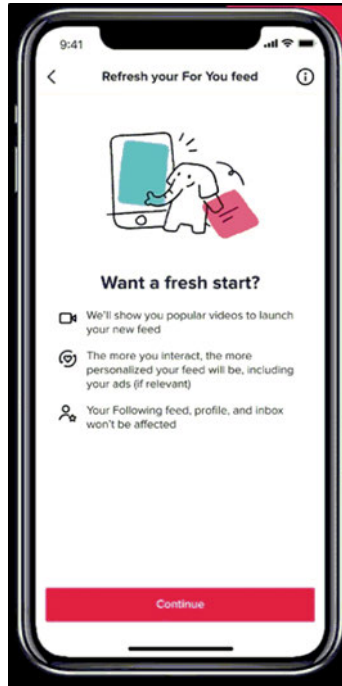 9:41
Refresh your For You feed
Want a fresh start?
We'll show you popular videos to launch
your new feed
The more you interact, the more
personalized your feed will be, including
your ads (if relevant)
Your Following feed, profile, and inbox
won't be affected
Continue